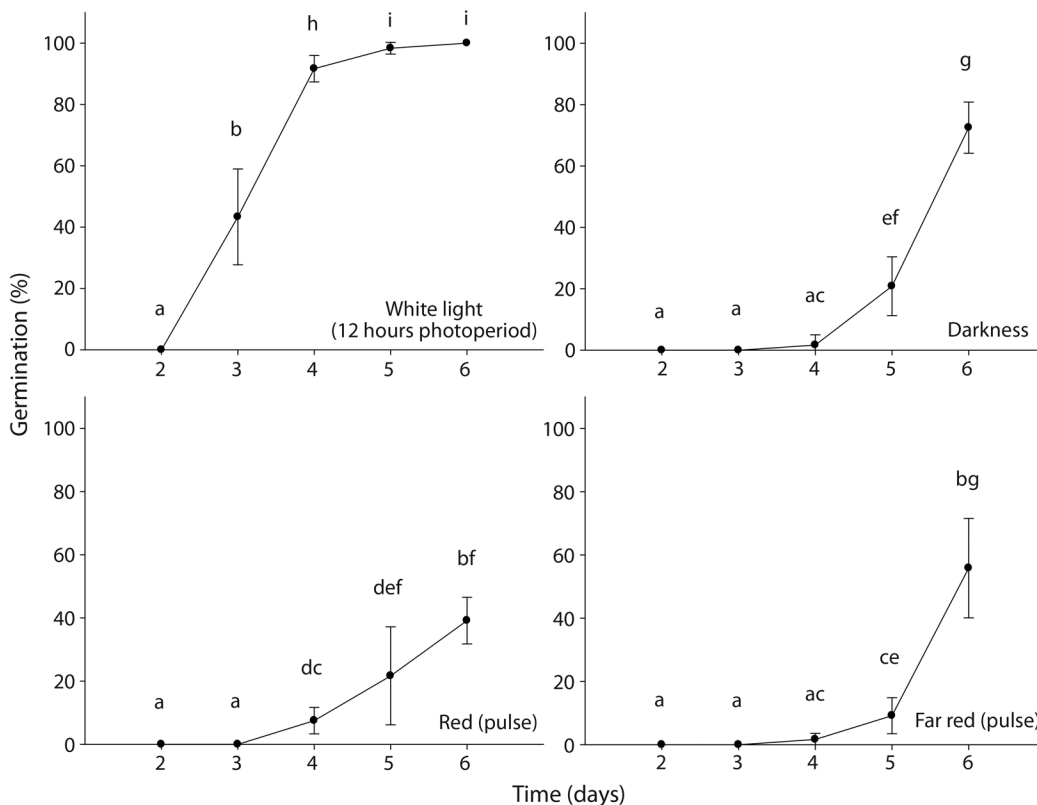 Germination (%)
a b h i i
100
80
60
40
20
0
2 3 4 5 6
White light
(12 hours photoperiod)
a a ac ef g
100
80
60
40
20
0
2 3 4 5 6
Darkness
a a dc def bf
100
80
60
40
20
0
2 3 4 5 6
Red (pulse)
a a ac ce bg
100
80
60
40
20
0
2 3 4 5 6
Far red (pulse)
Time (days)